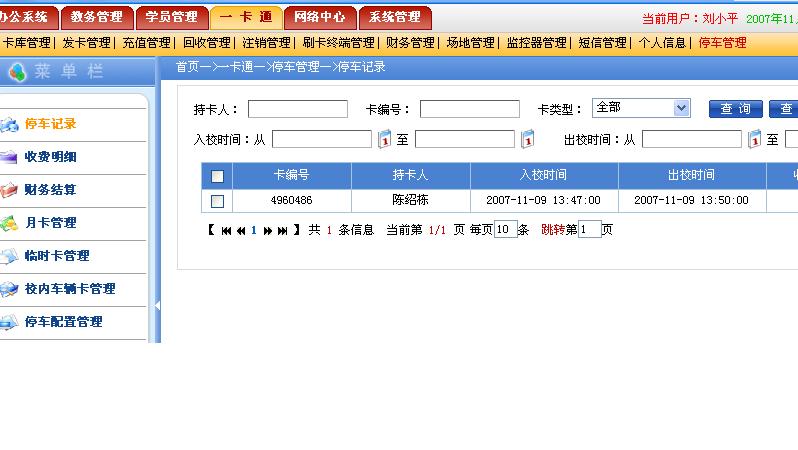 办公系统 教务管理 学员管理 一 卡 通 网络中心 系统管理 当前用户：刘小平 2007年11
卡库管理| 发卡管理| 充值管理| 回收管理| 注销管理| 刷卡终端管理| 财务管理| 场地管理| 监控器管理| 短信管理| 个人信息| 停车管理
菜 单 栏
首页—>一卡通—>停车管理—>停车记录
停车记录
收费明细
财务结算
月卡管理
临时卡管理
校内车辆卡管理
停车配置管理
持卡人： 卡编号： 卡类型： 全部 查 询 查
入校时间：从 至 出校时间：从 至
卡编号 持卡人 入校时间 出校时间
4960486 陈绍栋 2007-11-09 13:47:00 2007-11-09 13:50:00
【 1 】 共 1 条信息 当前第 1/1 页 每页10条 跳转第1页